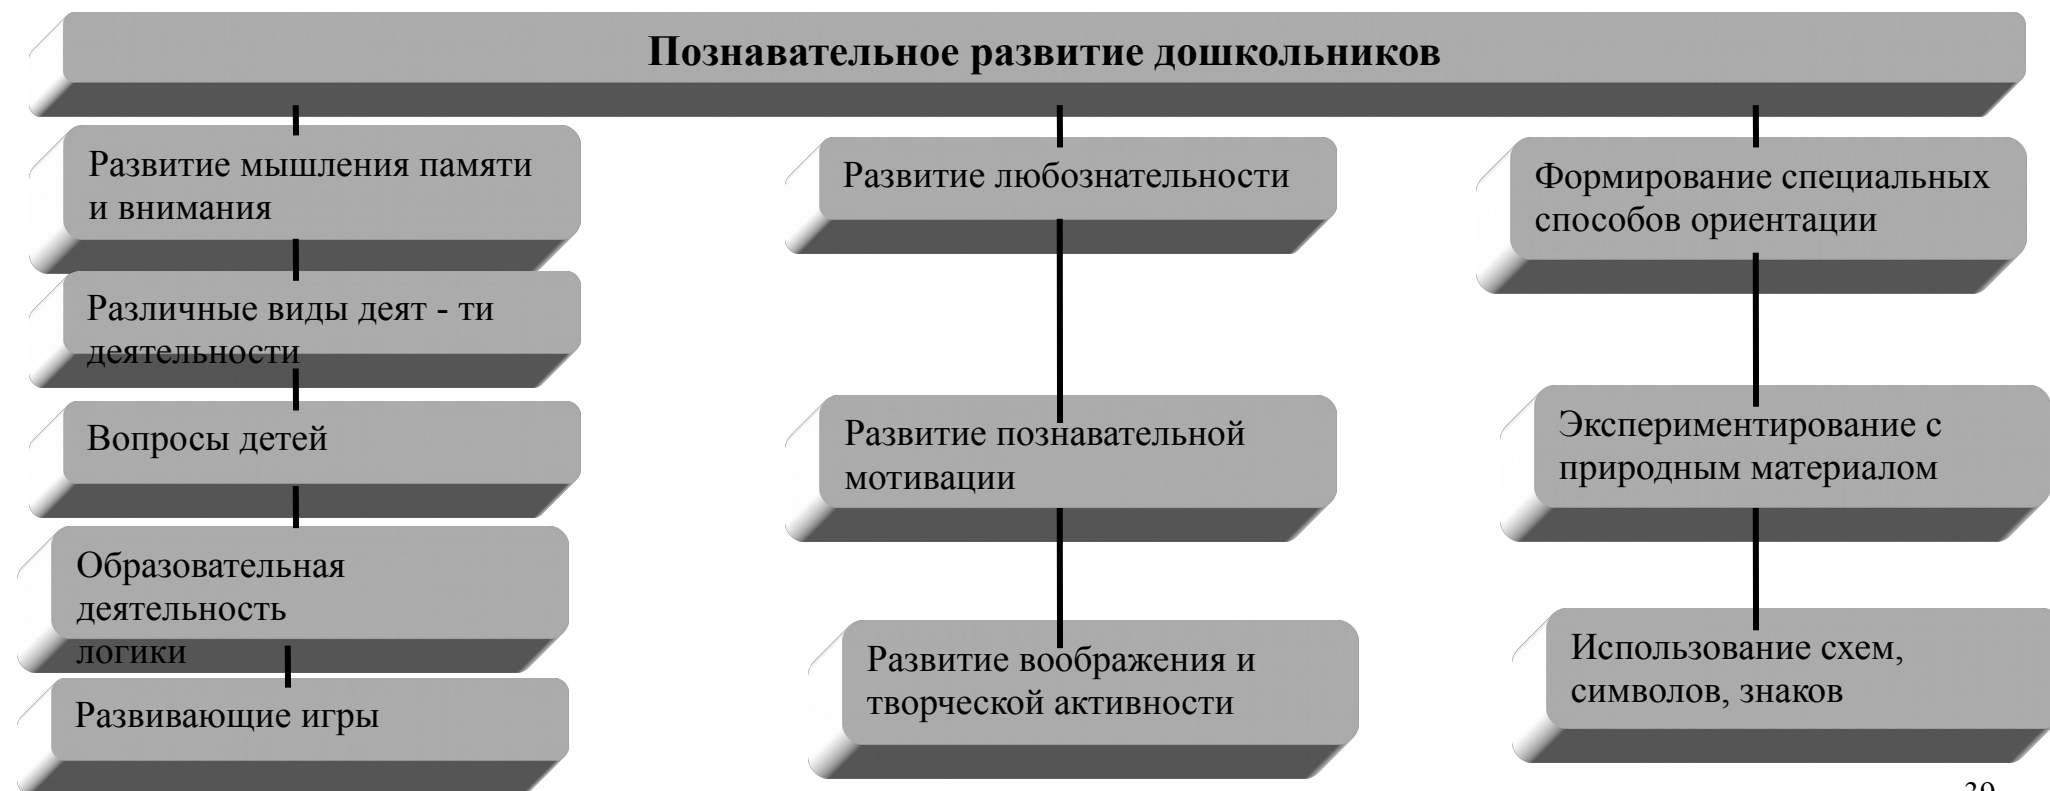 Познавательное развитие дошкольников
Развитие мышления памяти
и внимания
Различные виды деят - ти
деятельности
Вопросы детей
Образовательная
деятельность
логики
Развивающие игры
Развитие любознательности
Развитие познавательной
мотивации
Развитие воображения и
творческой активности
Формирование специальных
способов ориентации
Экспериментирование с
природным материалом
Использование схем,
символов, знаков